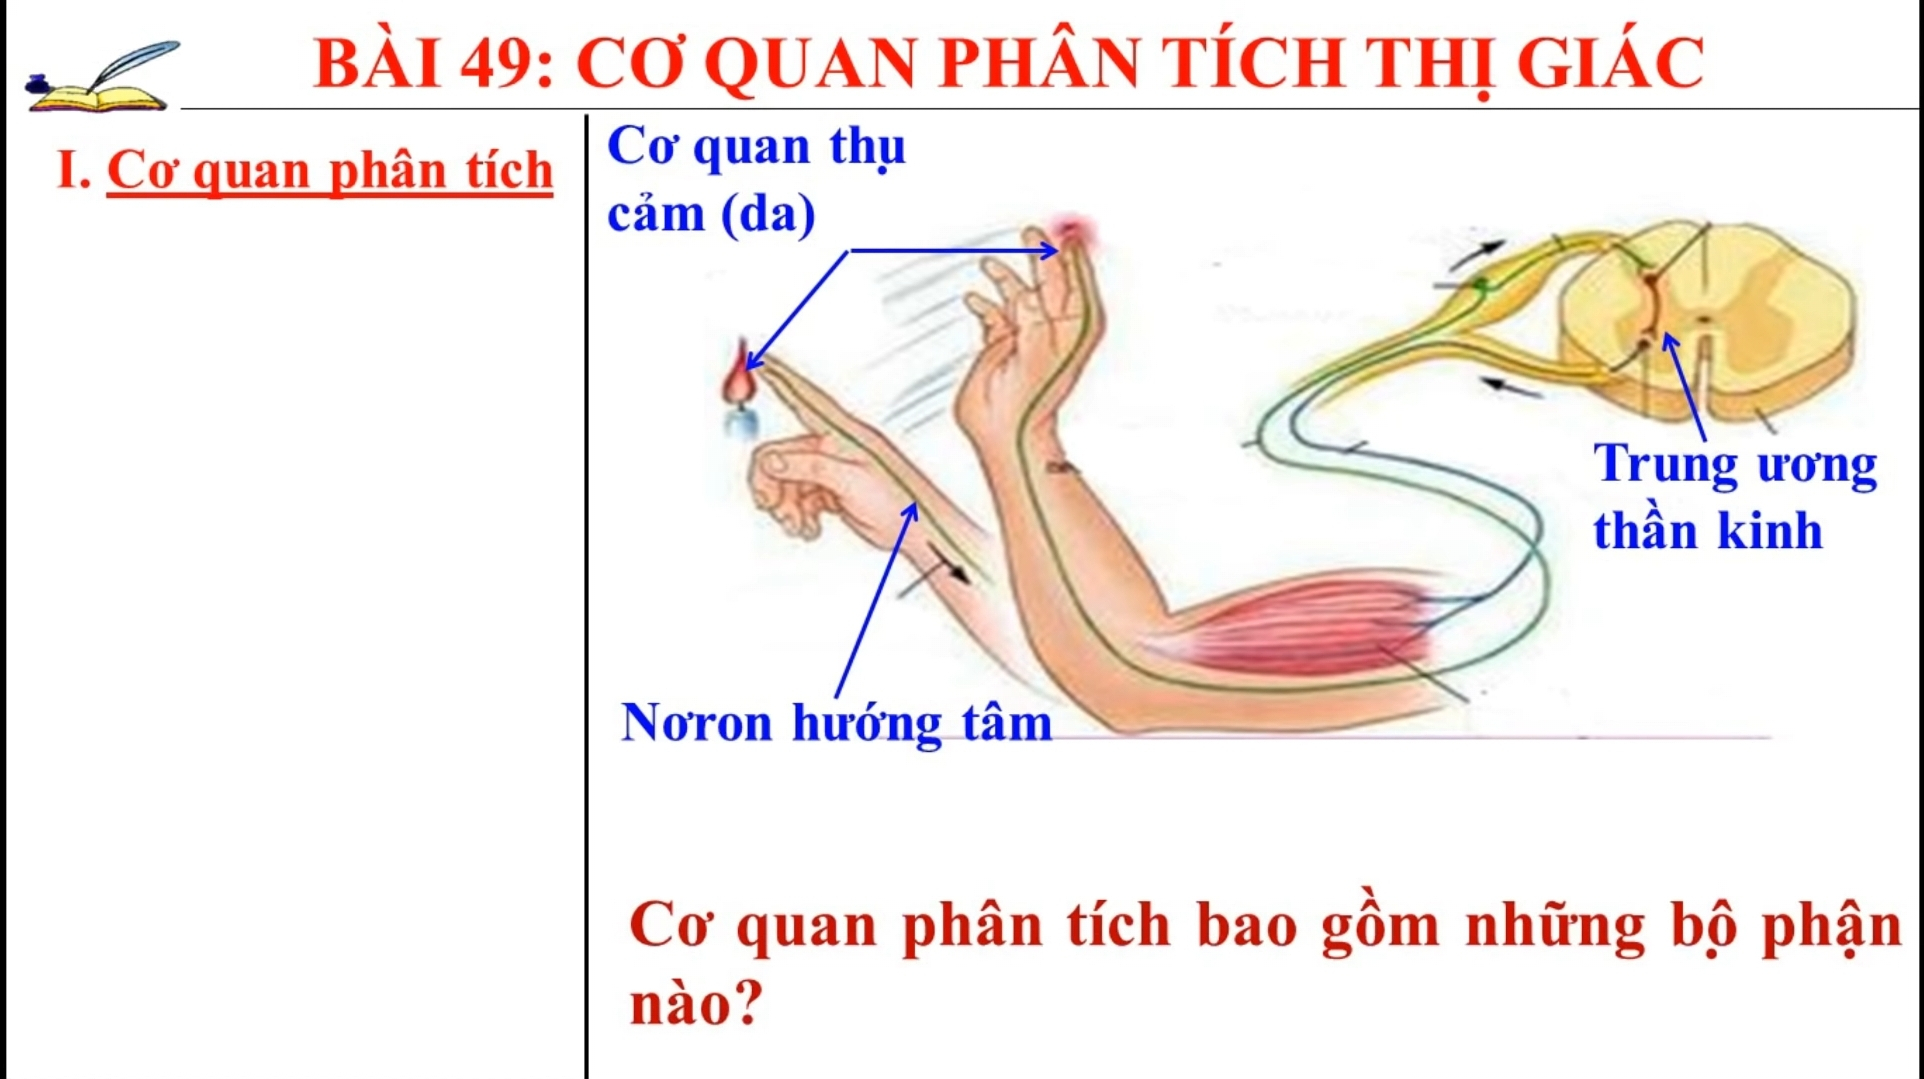 BÀI 49: CƠ QUAN PHÂN TÍCH THỊ GIÁC
I. Cơ quan phân tích
Cơ quan thụ
cảm (da)
Trung ương
thần kinh
Nơron hướng tâm
Cơ quan phân tích bao gồm những bộ phận
nào?